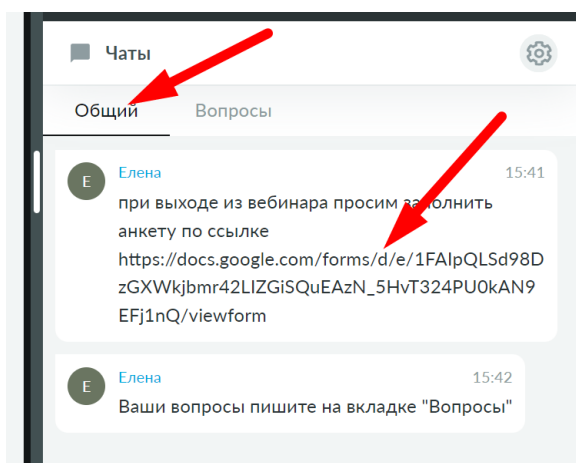 Чаты
Общий Вопросы
Е Елена 15:41
при выходе из вебинара просим заполнить
анкету по ссылке
https://docs.google.com/forms/d/e/1FAIpQLSd98D
zGXWkjbmr42LIZGiSQuEAzN_5HvT324PU0kAN9
EFj1nQ/viewform
Е Елена 15:42
Ваши вопросы пишите на вкладке "Вопросы"